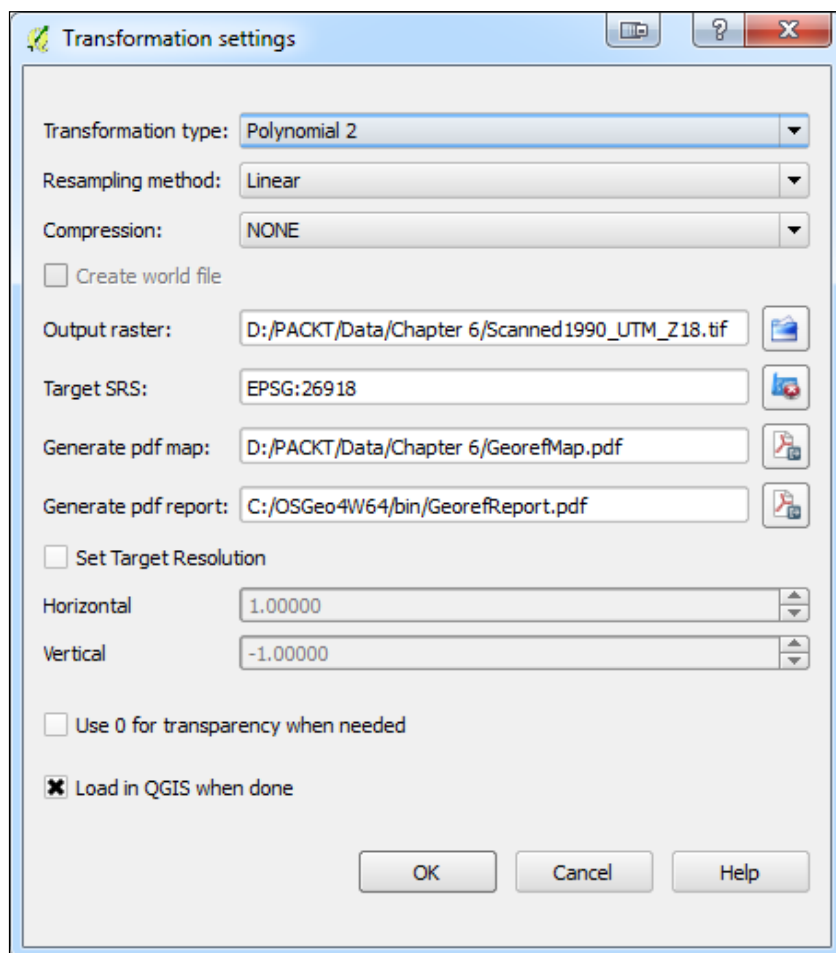 Transformation settings
Transformation type: Polynomial 2
Resampling method: Linear
Compression: NONE
Create world file
Output raster: D:/PACKT/Data/Chapter 6/Scanned1990_UTM_Z18.tif
Target SRS: EPSG:26918
Generate pdf map: D:/PACKT/Data/Chapter 6/GeorefMap.pdf
Generate pdf report: C:/OSGeo4W64/bin/GeorefReport.pdf
Set Target Resolution
Horizontal 1.00000
Vertical -1.00000
Use 0 for transparency when needed
Load in QGIS when done
OK Cancel Help